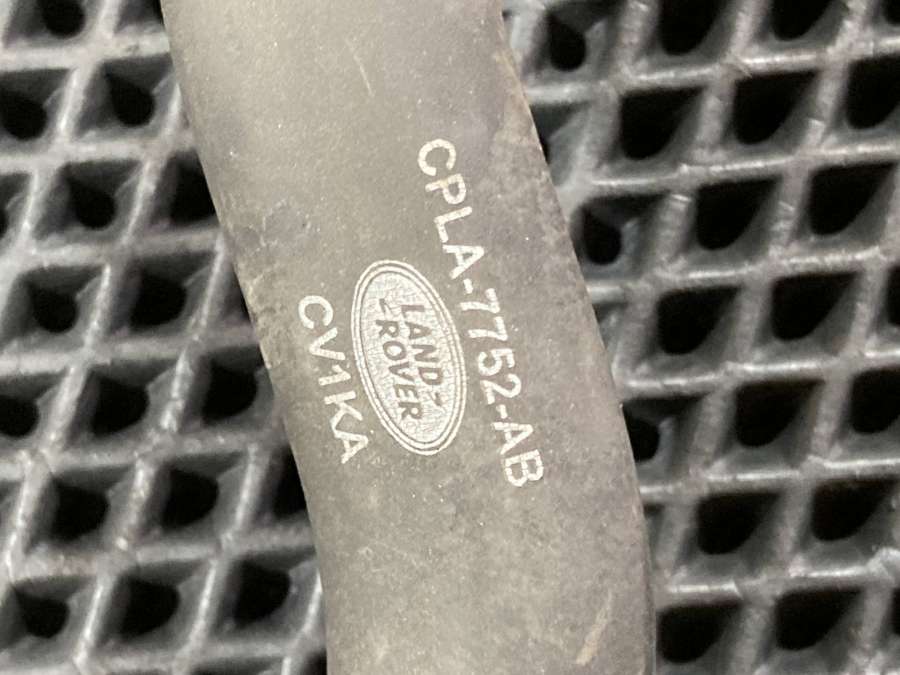 CPLA-7752-AB
LAND
ROVER
CV1KA